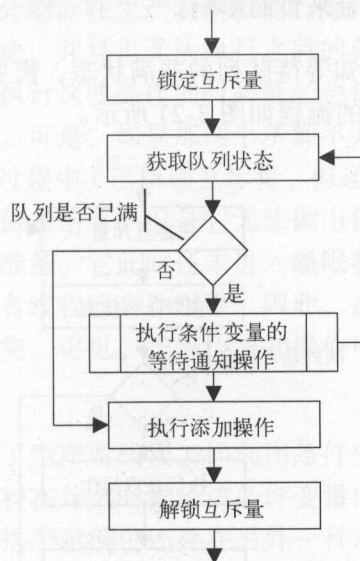 锁定互斥量
获取队列状态
队列是否已满
否
是
执行条件变量的
等待通知操作
执行添加操作
解锁互斥量